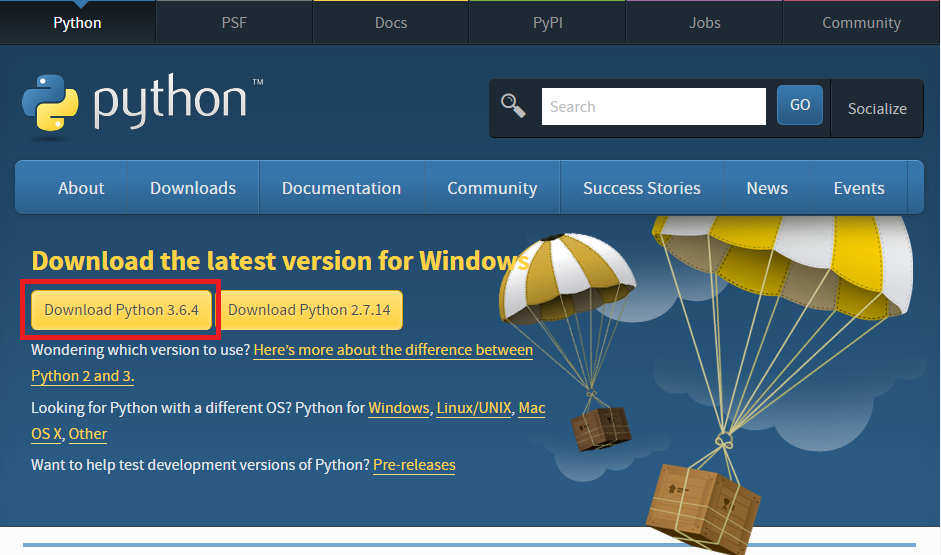 Python PSF Docs PyPI Jobs Community
python™
Search GO Socialize
About Downloads Documentation Community Success Stories News Events
Download the latest version for Windows
Download Python 3.6.4 Download Python 2.7.14
Wondering which version to use? Here’s more about the difference between
Python 2 and 3.
Looking for Python with a different OS? Python for Windows, Linux/UNIX, Mac
OS X, Other
Want to help test development versions of Python? Pre-releases